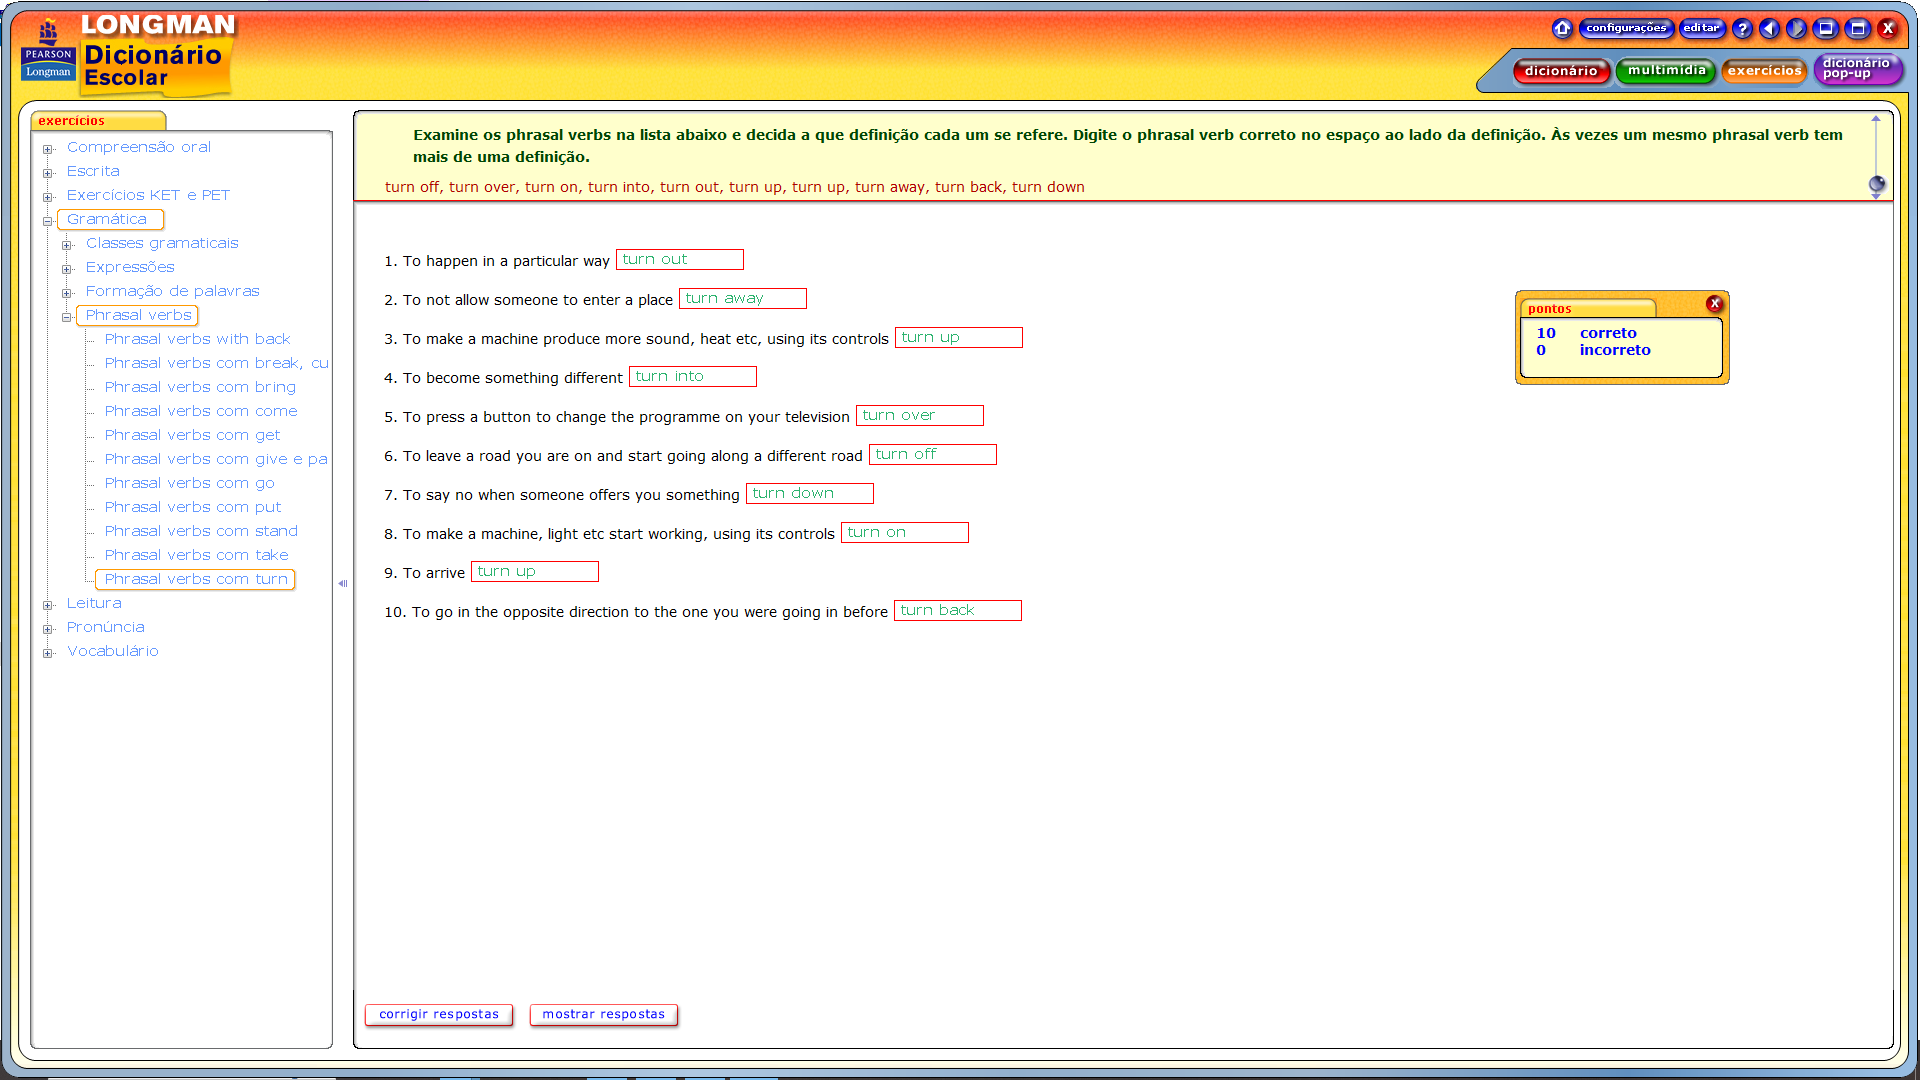 LONGMAN
Dicionário
Escolar
PEARSON
Longman
configurações
editar
?
dicionário
multimídia
exercícios
dicionário
pop-up
exercícios
Compreensão oral
Escrita
Exercícios KET e PET
Gramática
Classes gramaticais
Expressões
Formação de palavras
Phrasal verbs
Phrasal verbs with back
Phrasal verbs com break, cu
Phrasal verbs com bring
Phrasal verbs com come
Phrasal verbs com get
Phrasal verbs com give e pa
Phrasal verbs com go
Phrasal verbs com put
Phrasal verbs com stand
Phrasal verbs com take
Phrasal verbs com turn
Leitura
Pronúncia
Vocabulário
Examine os phrasal verbs na lista abaixo e decida a que definição cada um se refere. Digite o phrasal verb correto no espaço ao lado da definição. Às vezes um mesmo phrasal verb tem
mais de uma definição.
turn off, turn over, turn on, turn into, turn out, turn up, turn up, turn away, turn back, turn down
1. To happen in a particular way turn out
2. To not allow someone to enter a place turn away
3. To make a machine produce more sound, heat etc, using its controls turn up
4. To become something different turn into
5. To press a button to change the programme on your television turn over
6. To leave a road you are on and start going along a different road turn off
7. To say no when someone offers you something turn down
8. To make a machine, light etc start working, using its controls turn on
9. To arrive turn up
10. To go in the opposite direction to the one you were going in before turn back
pontos
10 correto
0 incorreto
corrigir respostas
mostrar respostas